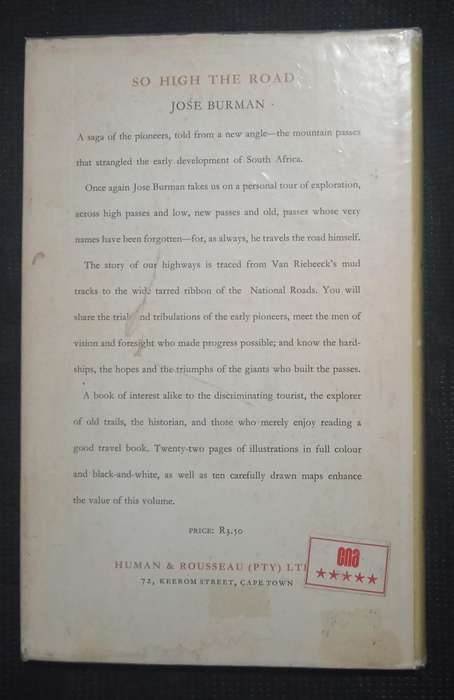 SO HIGH THE ROAD
JOSE BURMAN
A saga of the pioneers, told from a new angle—the mountain passes
that strangled the early development of South Africa.
Once again Jose Burman takes us on a personal tour of exploration,
across high passes and low, new passes and old, passes whose very
names have been forgotten—for, as always, he travels the road himself.
The story of our highways is traced from Van Riebeeck's mud
tracks to the wide tarred ribbon of the National Roads. You will
share the trial nd tribulations of the early pioneers, meet the men of
vision and foresight who made progress possible; and know the hard-
ships, the hopes and the triumphs of the giants who built the passes.
A book of interest alike to the discriminating tourist, the explorer
of old trails, the historian, and those who merely enjoy reading a
good travel book. Twenty-two pages of illustrations in full colour
and black-and-white, as well as ten carefully drawn maps enhance
the value of this volume.
PRICE: R3.50
HUMAN & ROUSSEAU (PTY) LT
72, KEEROM STREET, CAPE TOWN
cna